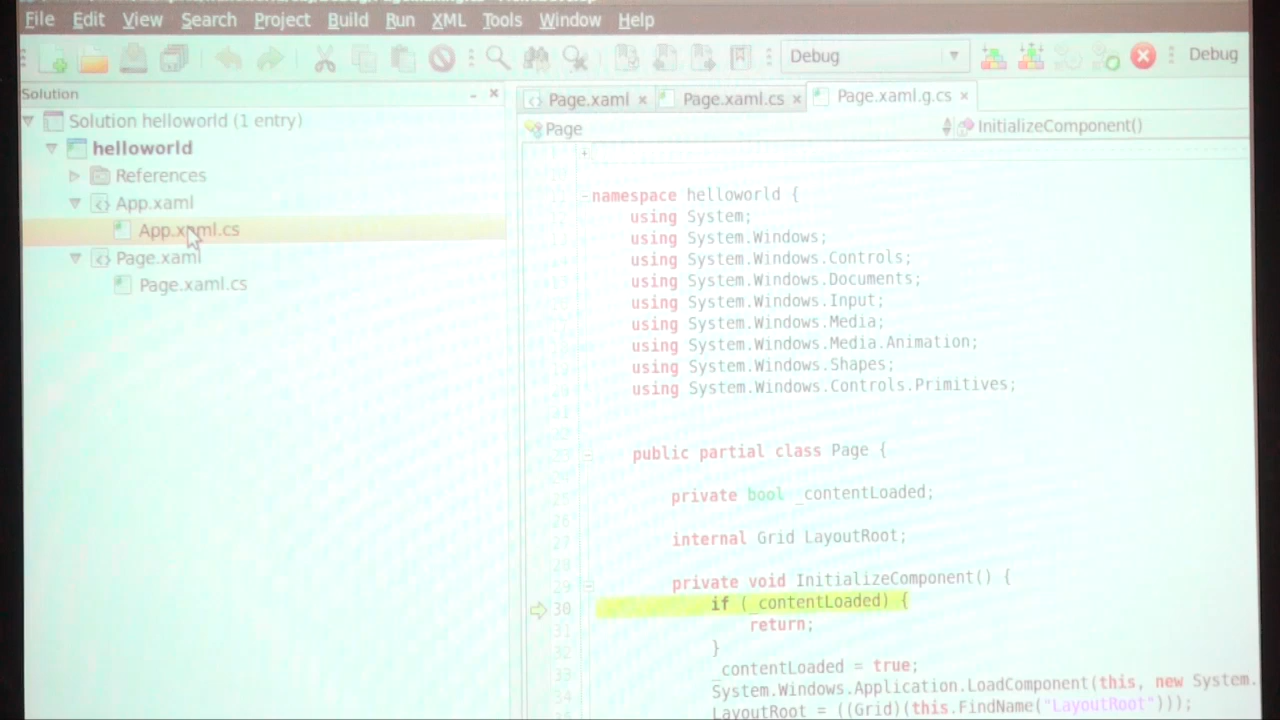 File Edit View Search Project Build Run XML Tools Window Help
Debug
Debug
Solution
Solution helloworld (1 entry)
helloworld
References
App.xaml
App.xaml.cs
Page.xaml
Page.xaml.cs
Page.xaml
Page.xaml.cs
Page.xaml.g.cs
Page
InitializeComponent()
namespace helloworld {
using System;
using System.Windows;
using System.Windows.Controls;
using System.Windows.Documents;
using System.Windows.Input;
using System.Windows.Media;
using System.Windows.Media.Animation;
using System.Windows.Shapes;
using System.Windows.Controls.Primitives;
public partial class Page {
private bool _contentLoaded;
26
27 internal Grid LayoutRoot;
28
29 private void InitializeComponent() {
30 if (_contentLoaded) {
31 return;
32 }
33 _contentLoaded = true;
34 System.Windows.Application.LoadComponent(this, new System.
LayoutRoot = ((Grid)(this.FindName("LayoutRoot")));